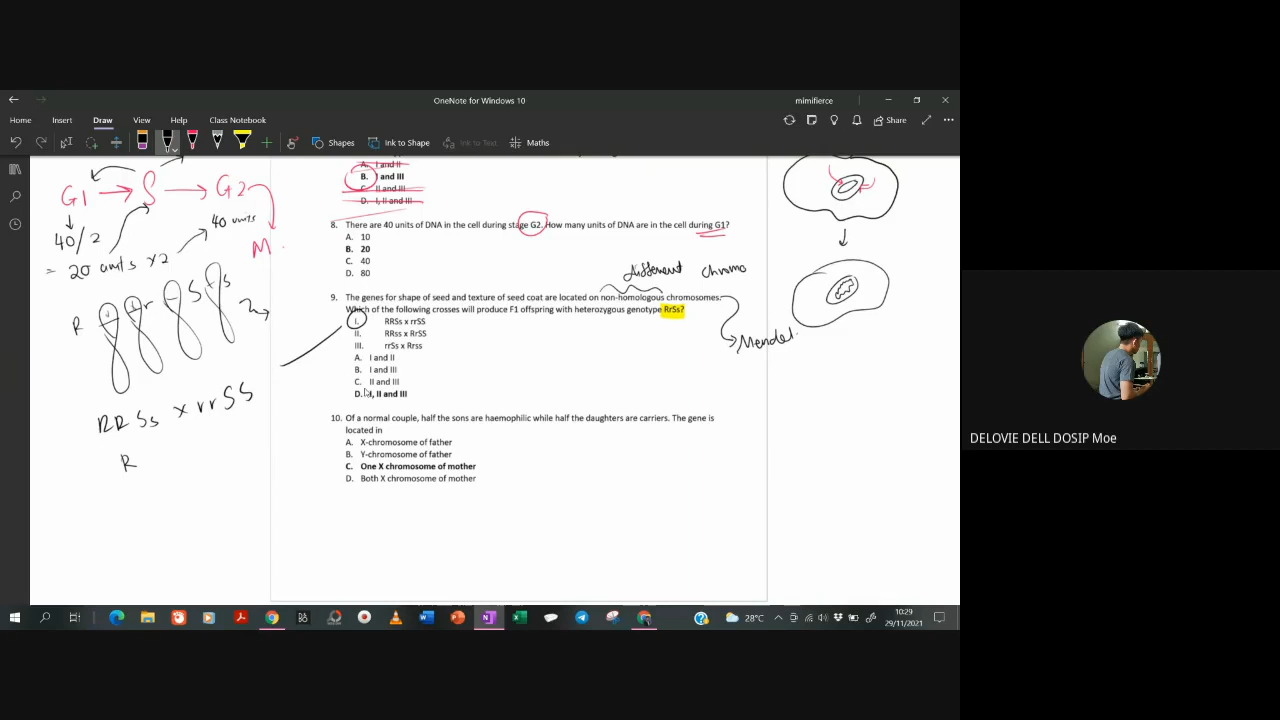 OneNote for Windows 10
mimifierce
Home Insert Draw View Help Class Notebook
Share
Shapes Ink to Shape Ink to Text Maths
A. I and II
B. I and III
C. II and III
D. I, II and III
G1 → S → G2
40/2
= 20 units x2
40 units
M
8. There are 40 units of DNA in the cell during stage G2. How many units of DNA are in the cell during G1?
A. 10
B. 20
C. 40
D. 80
different chromo
9. The genes for shape of seed and texture of seed coat are located on non-homologous chromosomes.
Which of the following crosses will produce F1 offspring with heterozygous genotype RrSs?
I. RRSs x rrSS
II. RRss x RrSS
III. rrSs x Rrss
A. I and II
B. I and III
C. II and III
D. I, II and III
Mendel
R r S s
2n
RRSs x rrSS
R
10. Of a normal couple, half the sons are haemophilic while half the daughters are carriers. The gene is
located in
A. X-chromosome of father
B. Y-chromosome of father
C. One X chromosome of mother
D. Both X chromosome of mother
DELOVIE DELL DOSIP Moe
28°C
10:29
29/11/2021